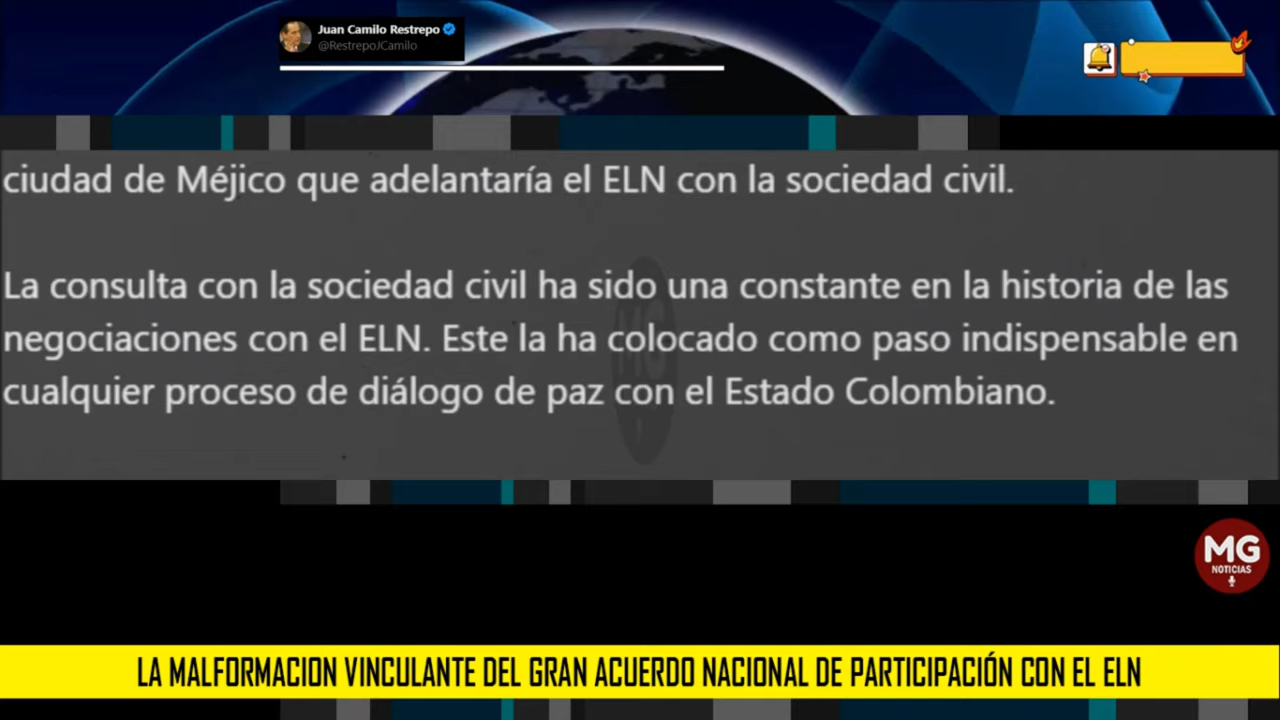 Juan Camilo Restrepo
@RestrepoJCamilo
ciudad de Méjico que adelantaría el ELN con la sociedad civil.
La consulta con la sociedad civil ha sido una constante en la historia de las
negociaciones con el ELN. Este la ha colocado como paso indispensable en
cualquier proceso de diálogo de paz con el Estado Colombiano.
MG
NOTICIAS
LA MALFORMACION VINCULANTE DEL GRAN ACUERDO NACIONAL DE PARTICIPACIÓN CON EL ELN